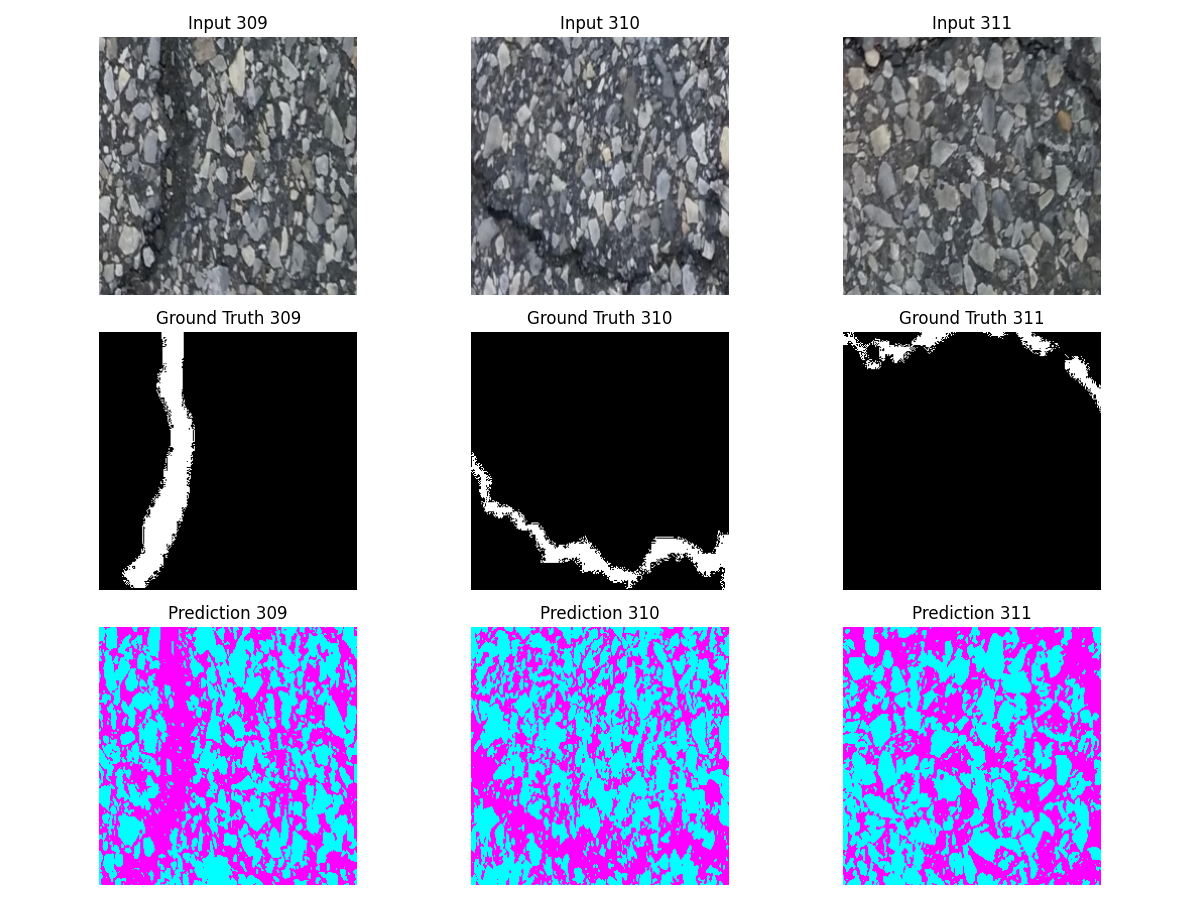 Input 309
Input 310
Input 311
Ground Truth 309
Ground Truth 310
Ground Truth 311
Prediction 309
Prediction 310
Prediction 311